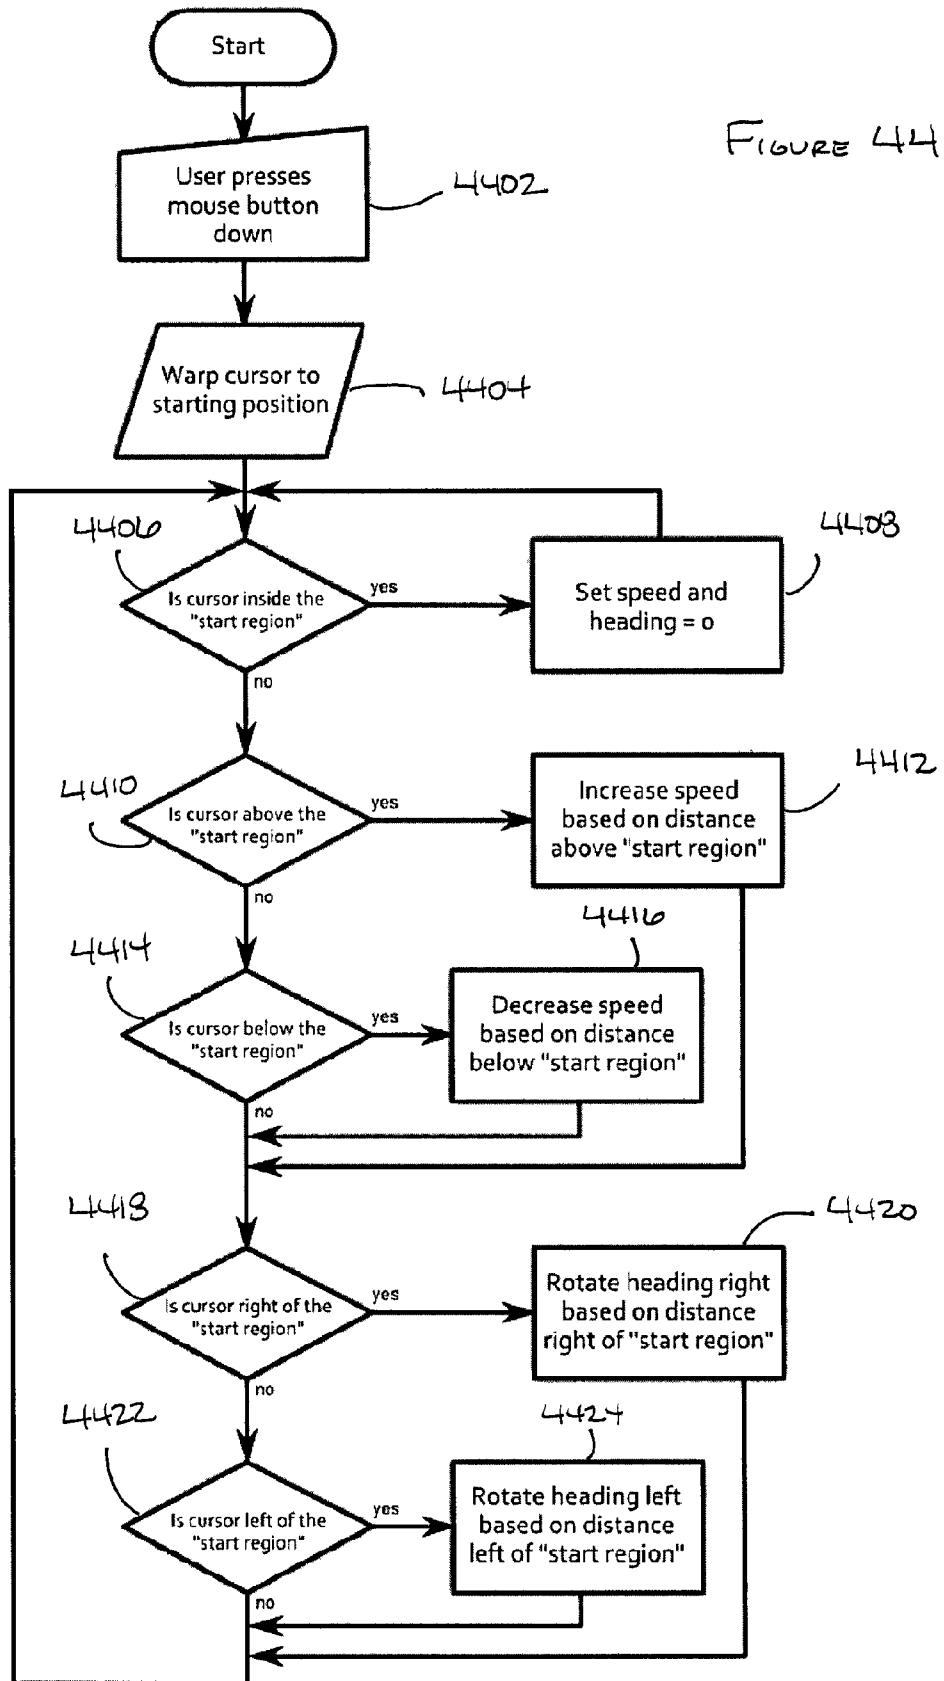 Start
FIGURE 44
User presses
mouse button
down
4402
Warp cursor to
starting position
4404
4406
Is cursor inside the
"start region"
yes
no
Set speed and
heading = 0
4408
4410
Is cursor above the
"start region"
yes
no
Increase speed
based on distance
above "start region"
4412
4414
Is cursor below the
"start region"
yes
no
4416
Decrease speed
based on distance
below "start region"
4418
Is cursor right of the
"start region"
yes
no
Rotate heading right
based on distance
right of "start region"
4420
4422
Is cursor left of the
"start region"
yes
no
4424
Rotate heading left
based on distance
left of "start region"